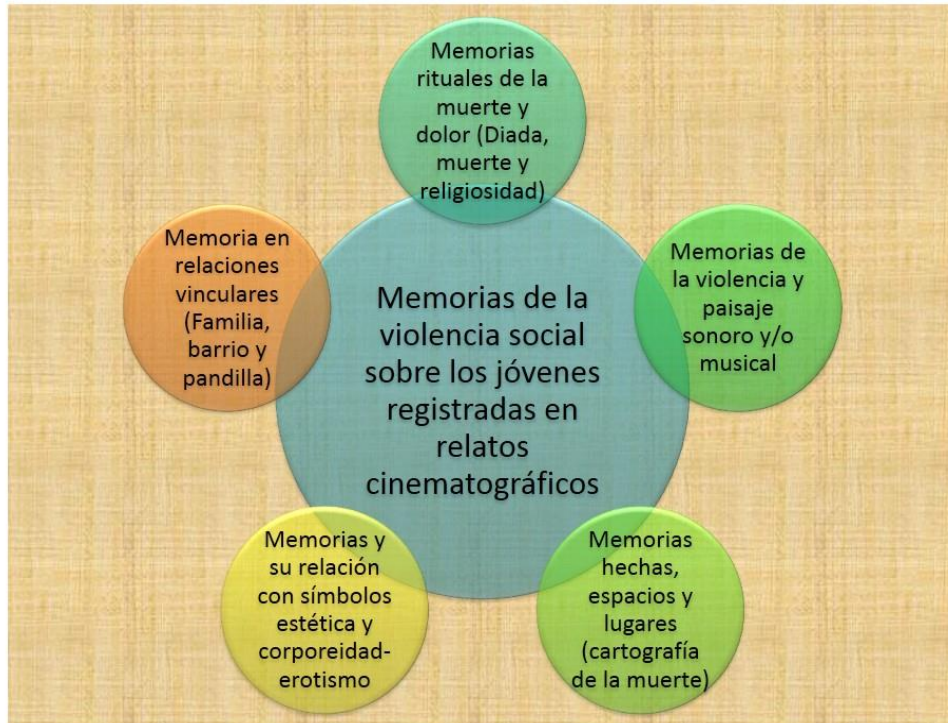 Memorias
rituales de la
muerte y
dolor (Diada,
muerte y
religiosidad)
Memoria en
relaciones
vinculares
(Familia,
barrio y
pandilla)
Memorias de la
violencia social
sobre los jóvenes
registradas en
relatos
cinematográficos
Memorias de
la violencia y
paisaje
sonoro y/o
musical
Memorias y
su relación
con símbolos
estética y
corporeidad-
erotismo
Memorias
hechas,
espacios y
lugares
(cartografía
de la muerte)